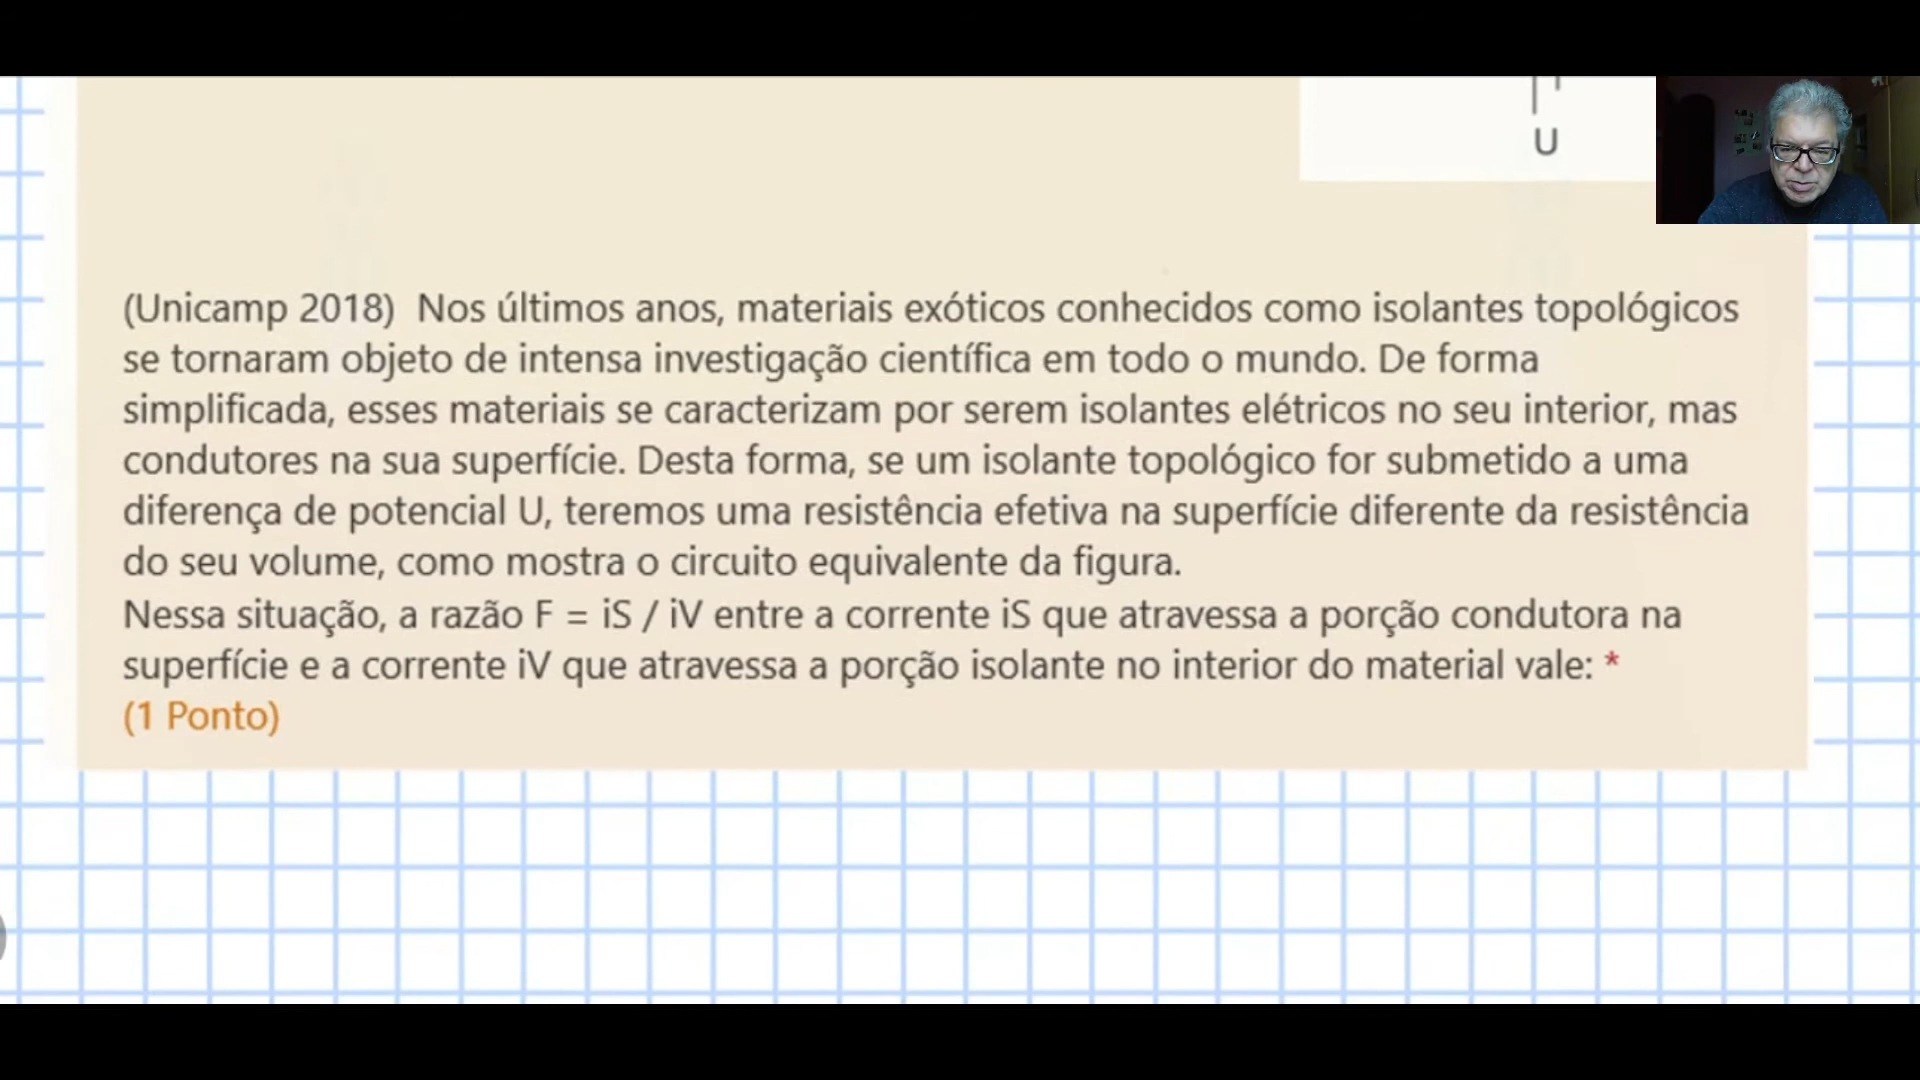 U
(Unicamp 2018) Nos últimos anos, materiais exóticos conhecidos como isolantes topológicos
se tornaram objeto de intensa investigação científica em todo o mundo. De forma
simplificada, esses materiais se caracterizam por serem isolantes elétricos no seu interior, mas
condutores na sua superfície. Desta forma, se um isolante topológico for submetido a uma
diferença de potencial U, teremos uma resistência efetiva na superfície diferente da resistência
do seu volume, como mostra o circuito equivalente da figura.
Nessa situação, a razão F = iS / iV entre a corrente iS que atravessa a porção condutora na
superfície e a corrente iV que atravessa a porção isolante no interior do material vale: *
(1 Ponto)